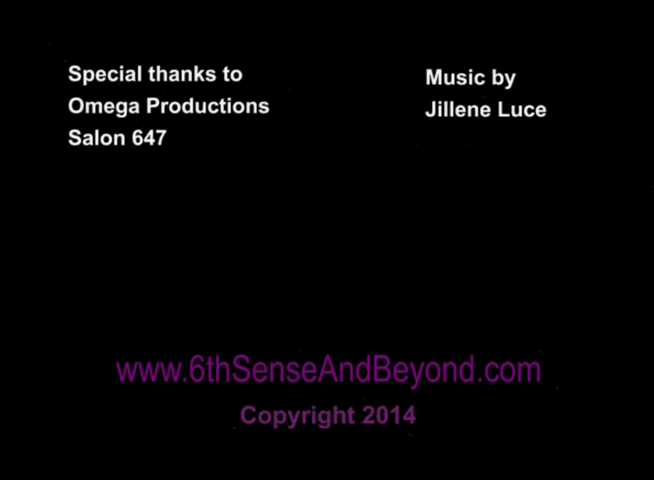 Special thanks to
Omega Productions
Salon 647
Music by
Jillene Luce
www.6thSenseAndBeyond.com
Copyright 2014